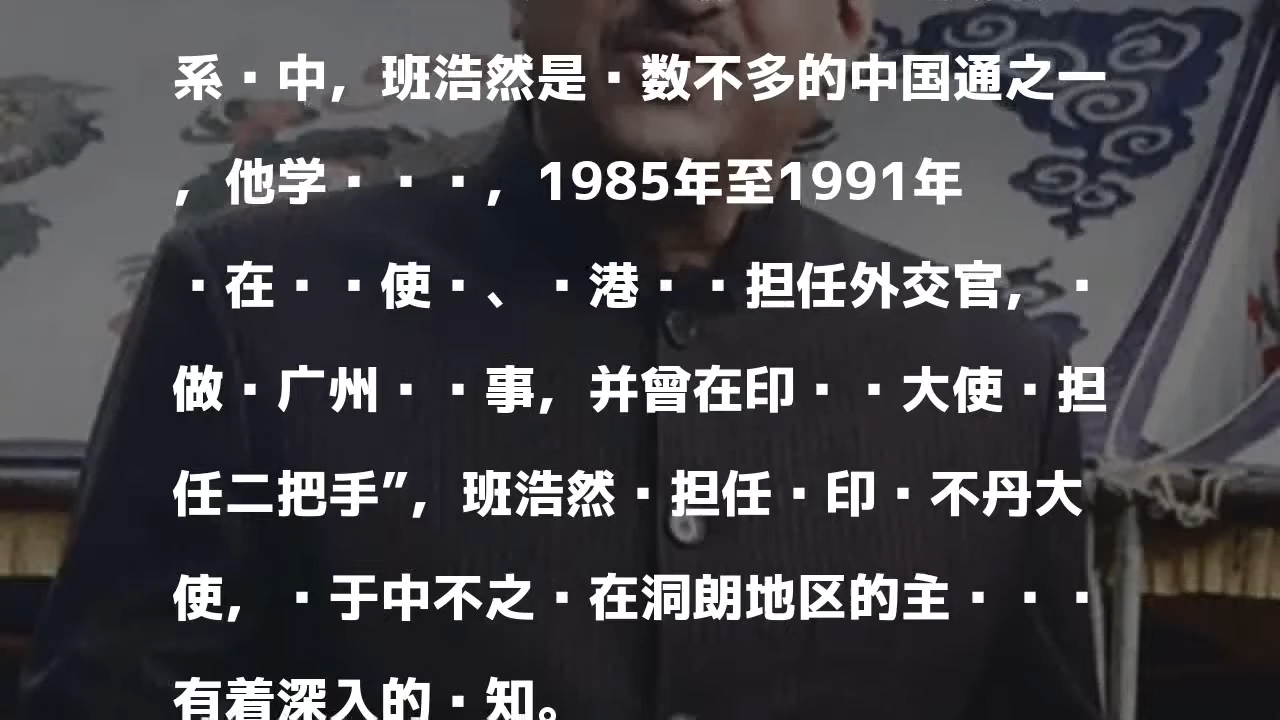 系·中，班浩然是·数不多的中国通之一
，他学···，1985年至1991年
·在··使·、·港··担任外交官，·
做·广州··事，并曾在印··大使·担
任二把手”，班浩然·担任·印·不丹大
使，·于中不之·在洞朗地区的主···
有着深入的·知。